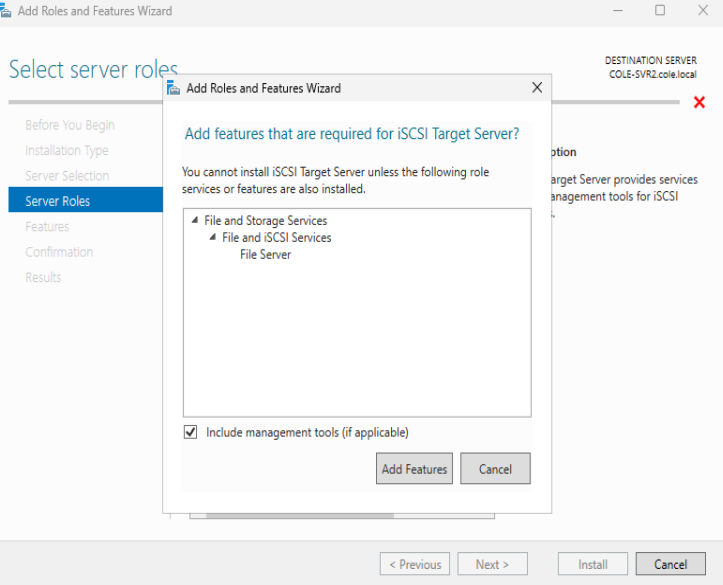 Add Roles and Features Wizard
Select server roles
DESTINATION SERVER
COLE-SVR2.cole.local
Before You Begin
Installation Type
Server Selection
Server Roles
Features
Confirmation
Results
Add Roles and Features Wizard
Add features that are required for iSCSI Target Server?
You cannot install iSCSI Target Server unless the following role
services or features are also installed.
File and Storage Services
File and iSCSI Services
File Server
Include management tools (if applicable)
Add Features
Cancel
ption
arget Server provides services
anagement tools for iSCSI
< Previous
Next >
Install
Cancel